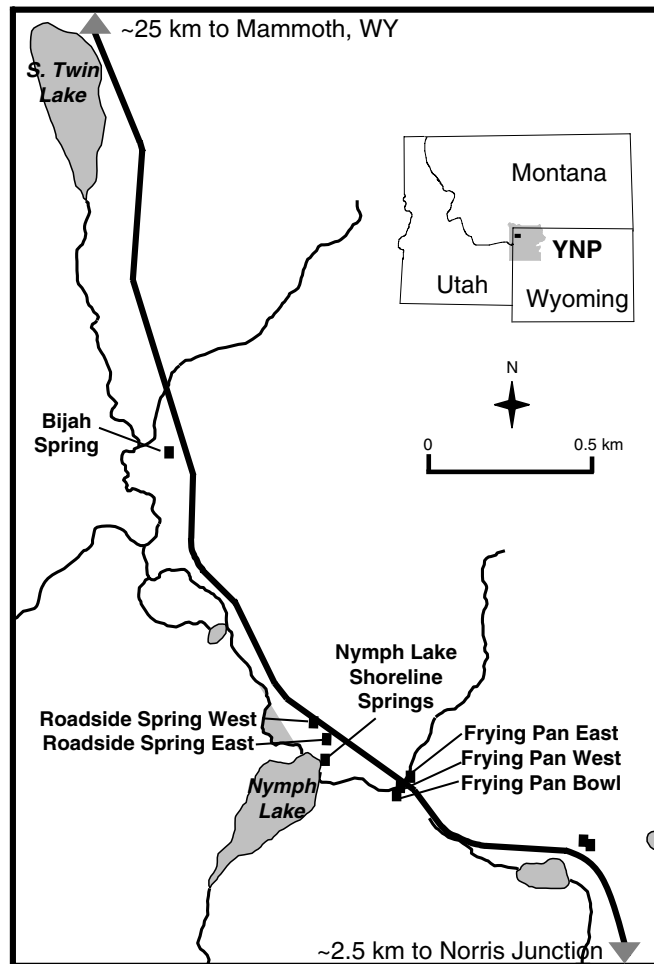 ~25 km to Mammoth, WY
S. Twin
Lake
Montana
YNP
Utah
Wyoming
N
0
0.5 km
Bijah
Spring
Nymph Lake
Shoreline
Springs
Roadside Spring West
Roadside Spring East
Frying Pan East
Frying Pan West
Frying Pan Bowl
Nymph
Lake
~2.5 km to Norris Junction